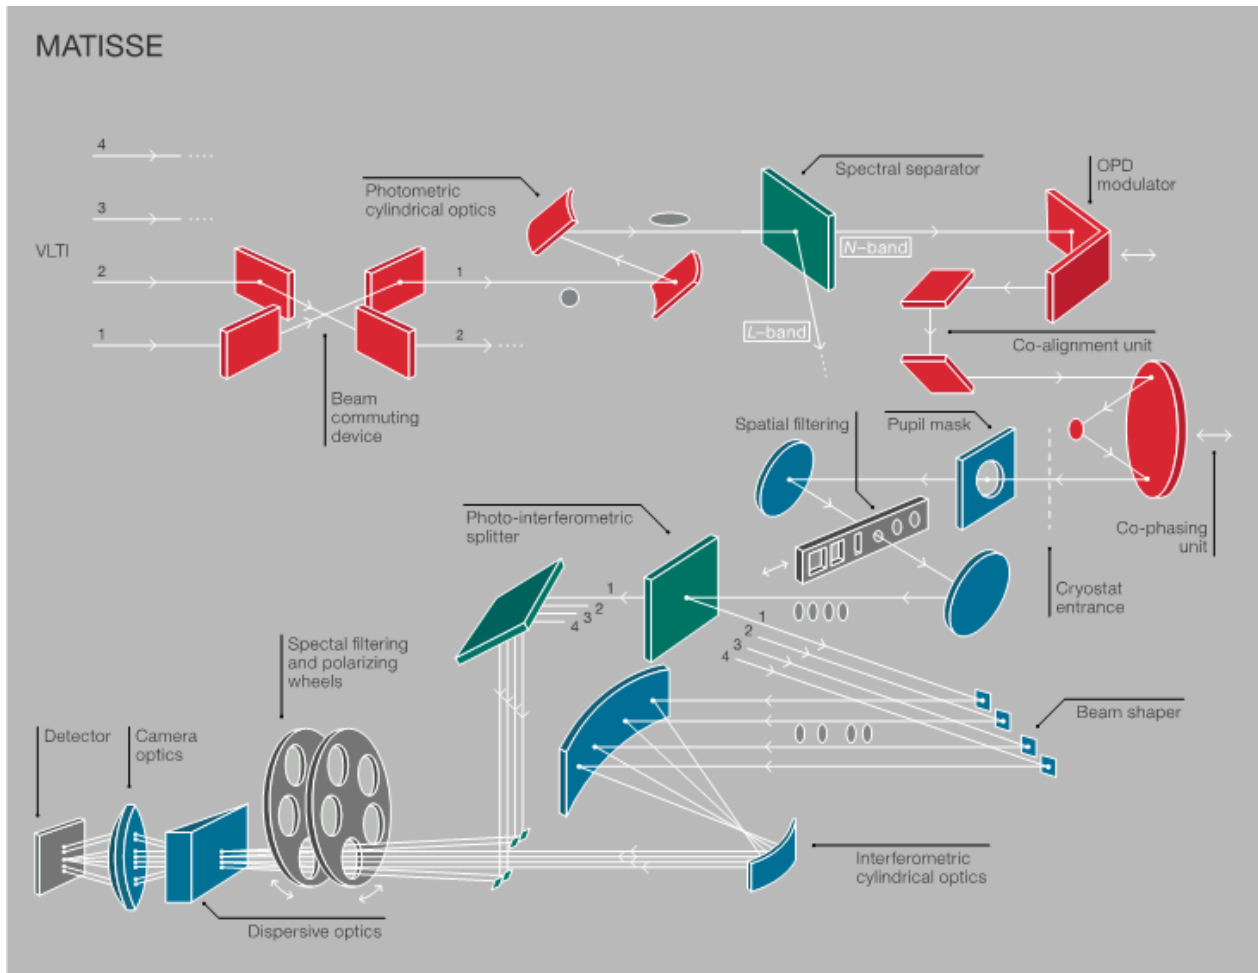 MATISSE
4
3
VLTI
2
1
1
2
Photometric
cylindrical optics
Beam
commuting
device
Spectral separator
N–band
L–band
OPD
modulator
Co-alignment unit
Spatial filtering
Pupil mask
Co-phasing
unit
Cryostat
entrance
Photo-interferometric
splitter
1
2
3
4
1
2
3
4
Spectal filtering
and polarizing
wheels
Beam shaper
Detector
Camera
optics
Interferometric
cylindrical optics
Dispersive optics